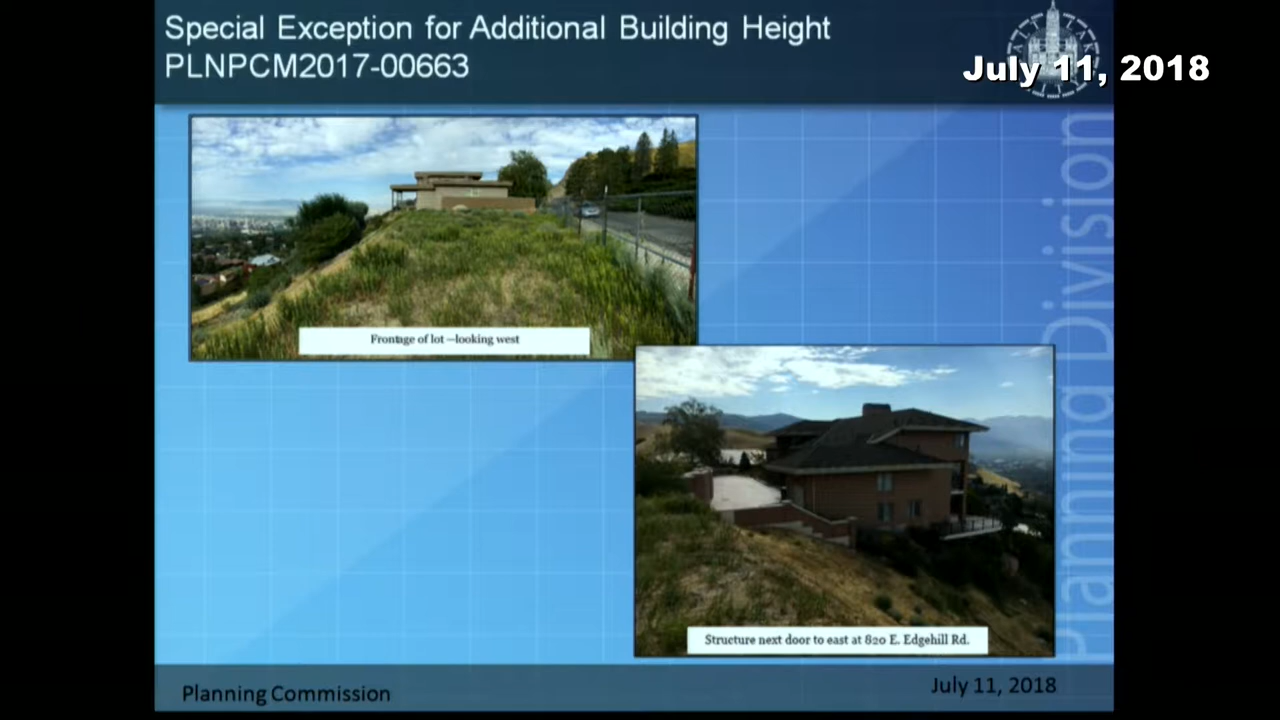 Special Exception for Additional Building Height
PLNPCM2017-00663
July 11, 2018
Frontage of lot –looking west
Structure next door to east at 820 E. Edgehill Rd.
Planning Division
Planning Commission
July 11, 2018